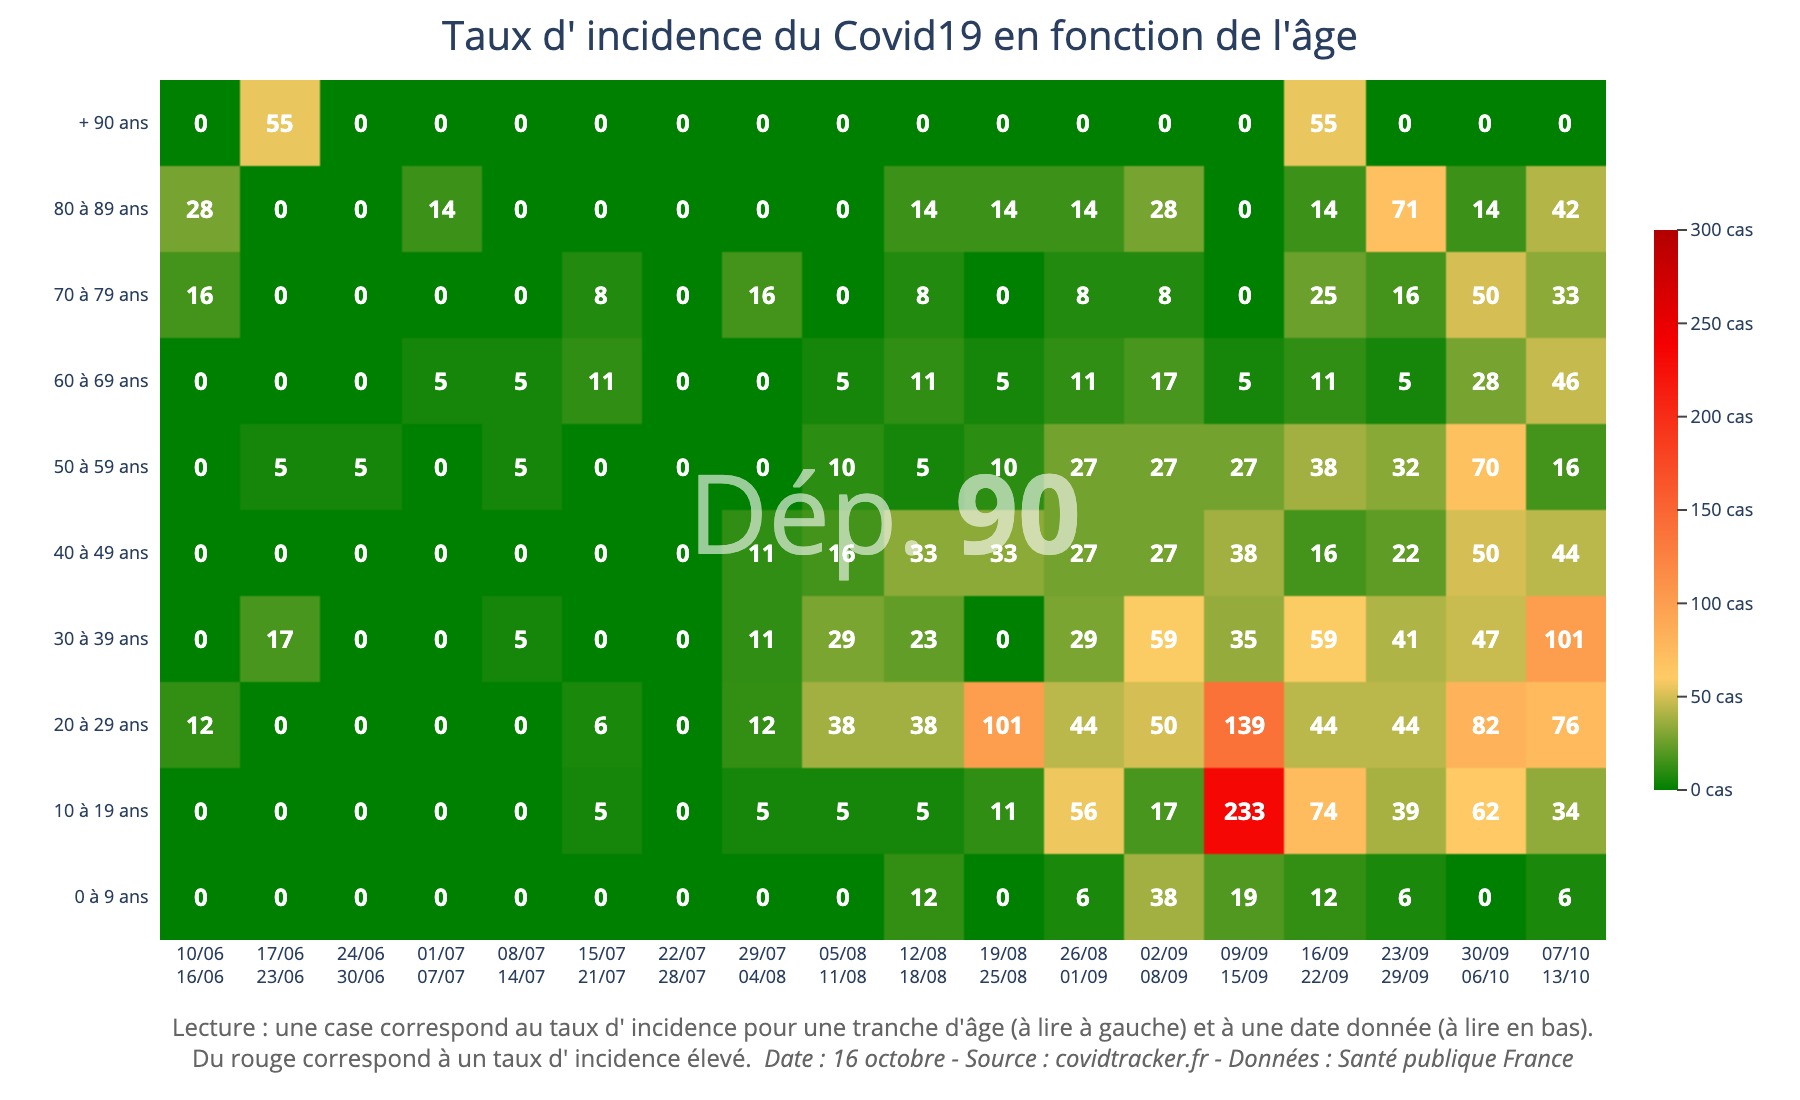 Taux d' incidence du Covid19 en fonction de l'âge
+ 90 ans 0 55 0 0 0 0 0 0 0 0 0 0 0 0 55 0 0 0
80 à 89 ans 28 0 0 14 0 0 0 0 0 14 14 14 28 0 14 71 14 42
70 à 79 ans 16 0 0 0 0 8 0 16 0 8 0 8 8 0 25 16 50 33
60 à 69 ans 0 0 0 5 5 11 0 0 5 11 5 11 17 5 11 5 28 46
50 à 59 ans 0 5 5 0 5 0 0 0 10 5 10 27 27 27 38 32 70 16
Dép. 90
40 à 49 ans 0 0 0 0 0 0 0 11 16 33 33 27 27 38 16 22 50 44
30 à 39 ans 0 17 0 0 5 0 0 11 29 23 0 29 59 35 59 41 47 101
20 à 29 ans 12 0 0 0 0 6 0 12 38 38 101 44 50 139 44 44 82 76
10 à 19 ans 0 0 0 0 0 5 0 5 5 5 11 56 17 233 74 39 62 34
0 à 9 ans 0 0 0 0 0 0 0 0 0 12 0 6 38 19 12 6 0 6
10/06 17/06 24/06 01/07 08/07 15/07 22/07 29/07 05/08 12/08 19/08 26/08 02/09 09/09 16/09 23/09 30/09 07/10
16/06 23/06 30/06 07/07 14/07 21/07 28/07 04/08 11/08 18/08 25/08 01/09 08/09 15/09 22/09 29/09 06/10 13/10
300 cas
250 cas
200 cas
150 cas
100 cas
50 cas
0 cas
Lecture : une case correspond au taux d' incidence pour une tranche d'âge (à lire à gauche) et à une date donnée (à lire en bas).
Du rouge correspond à un taux d' incidence élevé. Date : 16 octobre - Source : covidtracker.fr - Données : Santé publique France